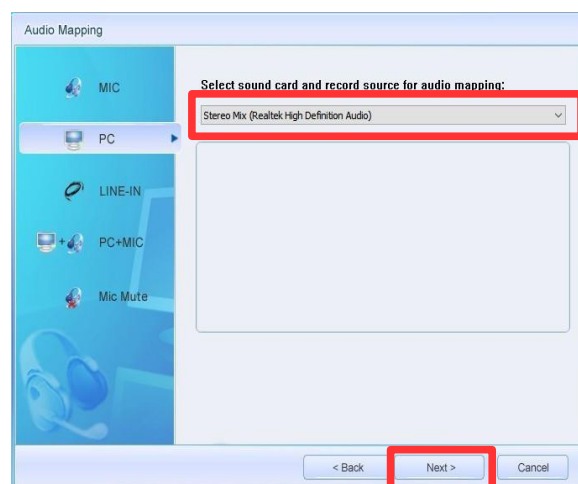 Audio Mapping
MIC
Select sound card and record source for audio mapping:
Stereo Mix (Realtek High Definition Audio)
PC
LINE-IN
PC+MIC
Mic Mute
< Back
Next >
Cancel